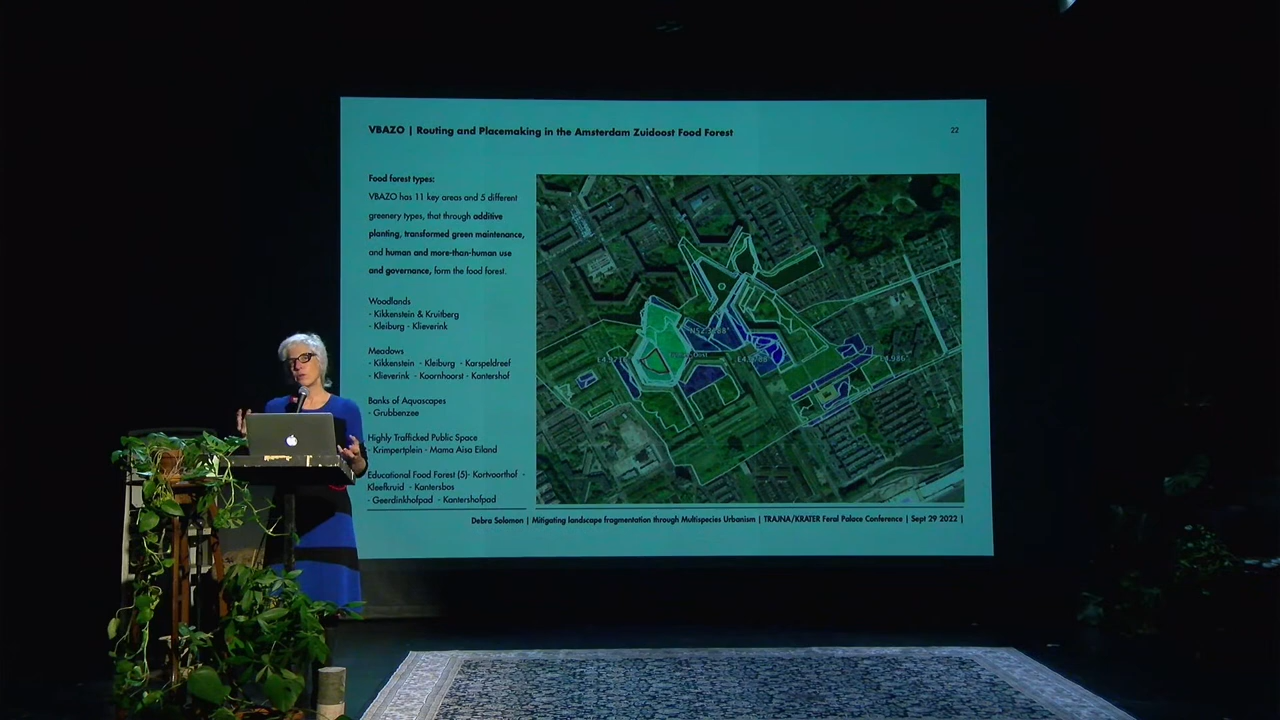 VBAZO | Routing and Placemaking in the Amsterdam Zuidoost Food Forest
22
Food forest types:
VBAZO has 11 key areas and 5 different
greenery types, that through additive
planting, transformed green maintenance,
and human and more-than-human use
and governance, form the food forest.
Woodlands
- Kikkenstein & Kruitberg
- Kleiburg - Klieverink
Meadows
- Kikkenstein - Kleiburg - Karspeldreef
- Klieverink - Koornhoorst - Kantershof
Banks of Aquascapes
- Grubbenzee
Highly Trafficked Public Space
Krimpertplein - Mama Aisa Eiland
Educational Food Forest (5)- Kortvoorthof -
Kleefkruid - Kantersbos
- Geerdinkhofpad - Kantershofpad
Debra Solomon | Mitigating landscape fragmentation through Multispecies Urbanism | TRAJNA/KRATER Feral Palace Conference | Sept 29 2022 |